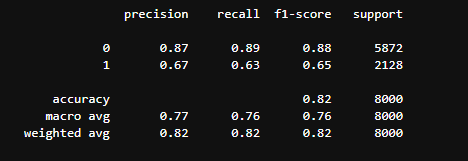 precision recall f1-score support
0 0.87 0.89 0.88 5872
1 0.67 0.63 0.65 2128
accuracy 0.82 8000
macro avg 0.77 0.76 0.76 8000
weighted avg 0.82 0.82 0.82 8000